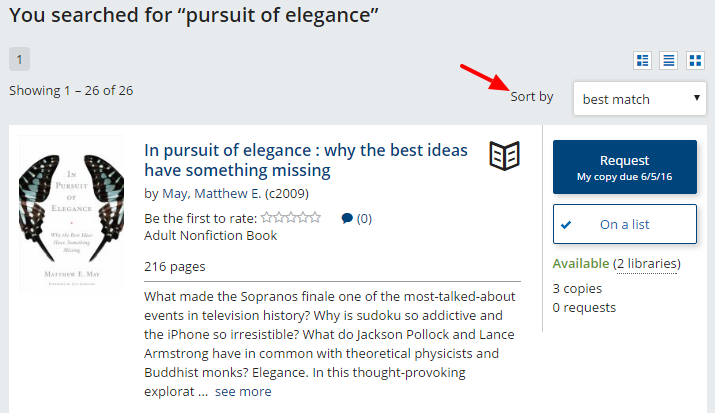 You searched for “pursuit of elegance”
1
Showing 1 – 26 of 26
Sort by
best match
IN
PURSUIT
OF
ELEGANCE
Why the Best Ideas
Have Something
Missing
MATTHEW E. MAY
In pursuit of elegance : why the best ideas
have something missing
by May, Matthew E. (c2009)
Be the first to rate:
(0)
Adult Nonfiction Book
216 pages
What made the Sopranos finale one of the most-talked-about
events in television history? Why is sudoku so addictive and
the iPhone so irresistible? What do Jackson Pollock and Lance
Armstrong have in common with theoretical physicists and
Buddhist monks? Elegance. In this thought-provoking
explorat ... see more
Request
My copy due 6/5/16
On a list
Available (2 libraries)
3 copies
0 requests